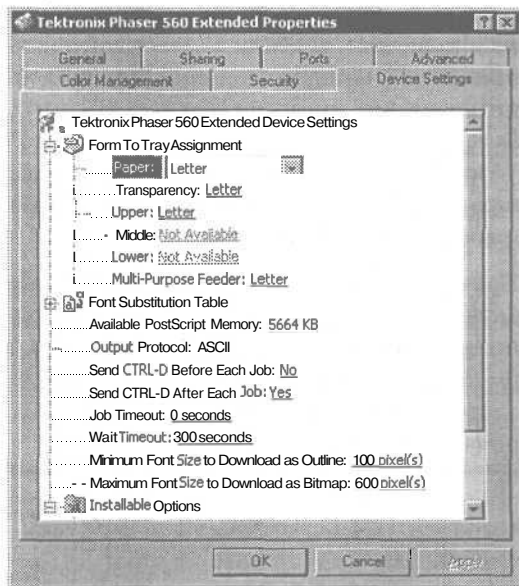 Tektronix Phaser 560 Extended Properties
General Sharing Ports Advanced
Color Management Security Device Settings
Tektronix Phaser 560 Extended Device Settings
Form To Tray Assignment
Paper: Letter
Transparency: Letter
Upper: Letter
Middle: Not Available
Lower: Not Available
Multi-Purpose Feeder: Letter
Font Substitution Table
Available PostScript Memory: 5664 KB
Output Protocol: ASCII
Send CTRL-D Before Each Job: No
Send CTRL-D After Each Job: Yes
Job Timeout: 0 seconds
Wait Timeout: 300 seconds
Minimum Font Size to Download as Outline: 100 pixel(s)
Maximum Font Size to Download as Bitmap: 600 pixel(s)
Installable Options
OK Cancel Apply